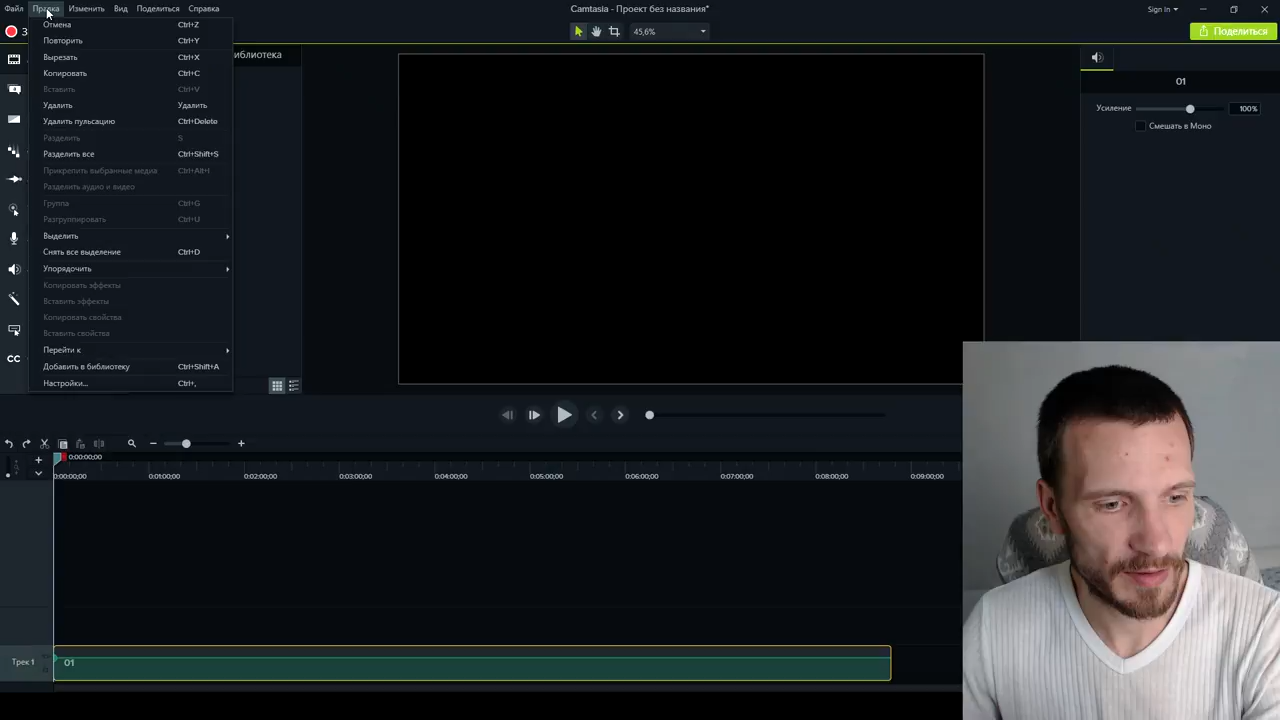 Файл Правка Изменить Вид Поделиться Справка
Camtasia - Проект без названия*
Sign In
З
45,6%
Поделиться
Отмена Ctrl+Z
Повторить Ctrl+Y
Вырезать Ctrl+X
Копировать Ctrl+C
Вставить Ctrl+V
Удалить Удалить
Удалить пульсацию Ctrl+Delete
Разделить S
Разделить все Ctrl+Shift+S
Прикрепить выбранные медиа Ctrl+Alt+I
Разделить аудио и видео
Группа Ctrl+G
Разгруппировать Ctrl+U
Выделить
Снять все выделение Ctrl+D
Упорядочить
Копировать эффекты
Вставить эффекты
Копировать свойства
Вставить свойства
Перейти к
Добавить в библиотеку Ctrl+Shift+A
Настройки... Ctrl+,
иблиотека
CC
01
Усиление 100%
Смешать в Моно
0:00:00;00
0:00:00;00 0:01:00;00 0:02:00;00 0:03:00;00 0:04:00;00 0:05:00;00 0:06:00;00 0:07:00;00 0:08:00;00 0:09:00;00
Трек 1
01